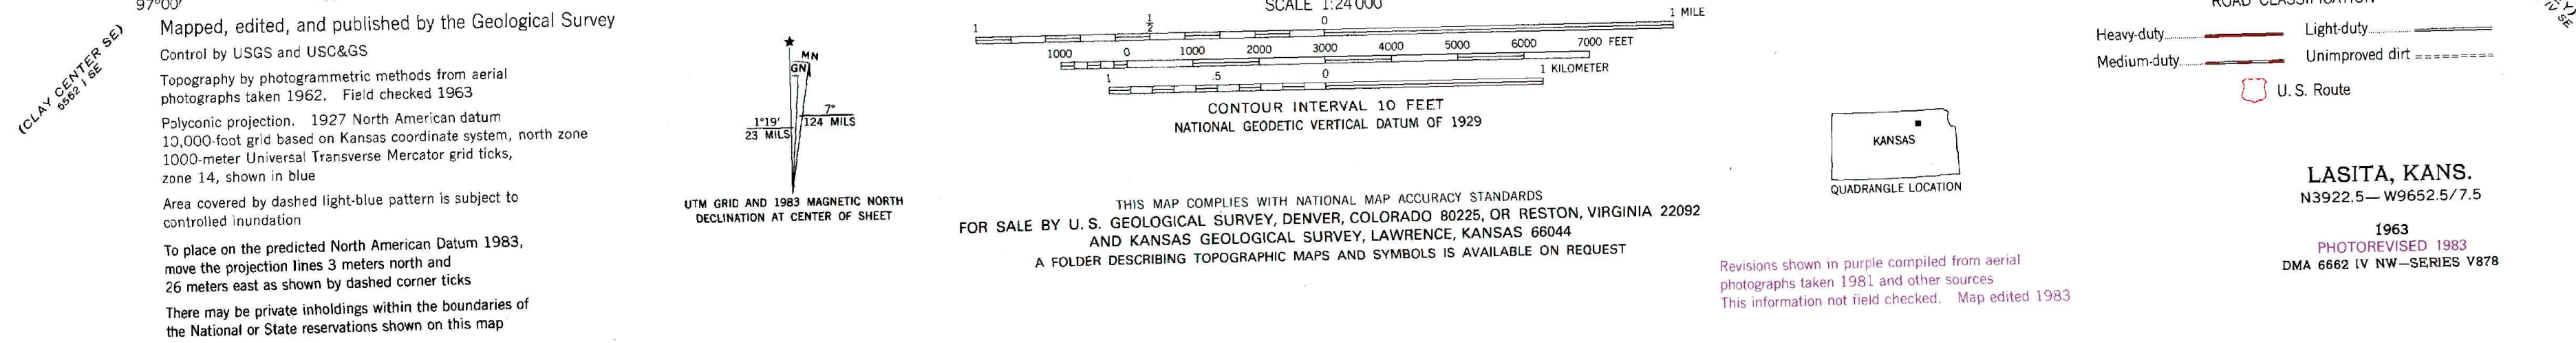 97°00'
(CLAY CENTER SE)
6562 I SE
Mapped, edited, and published by the Geological Survey
Control by USGS and USC&GS
Topography by photogrammetric methods from aerial
photographs taken 1962. Field checked 1963
Polyconic projection. 1927 North American datum
10,000-foot grid based on Kansas coordinate system, north zone
1000-meter Universal Transverse Mercator grid ticks,
zone 14, shown in blue
Area covered by dashed light-blue pattern is subject to
controlled inundation
To place on the predicted North American Datum 1983,
move the projection lines 3 meters north and
26 meters east as shown by dashed corner ticks
There may be private inholdings within the boundaries of
the National or State reservations shown on this map
MN
GN
1°19'
23 MILS
7°
124 MILS
UTM GRID AND 1983 MAGNETIC NORTH
DECLINATION AT CENTER OF SHEET
SCALE 1:24 000
1 ½ 0 1 MILE
1000 0 1000 2000 3000 4000 5000 6000 7000 FEET
1 .5 0 1 KILOMETER
CONTOUR INTERVAL 10 FEET
NATIONAL GEODETIC VERTICAL DATUM OF 1929
THIS MAP COMPLIES WITH NATIONAL MAP ACCURACY STANDARDS
FOR SALE BY U. S. GEOLOGICAL SURVEY, DENVER, COLORADO 80225, OR RESTON, VIRGINIA 22092
AND KANSAS GEOLOGICAL SURVEY, LAWRENCE, KANSAS 66044
A FOLDER DESCRIBING TOPOGRAPHIC MAPS AND SYMBOLS IS AVAILABLE ON REQUEST
KANSAS
QUADRANGLE LOCATION
Revisions shown in purple compiled from aerial
photographs taken 1981 and other sources
This information not field checked. Map edited 1983
ROAD CLASSIFICATION
Heavy-duty Light-duty
Medium-duty Unimproved dirt
U. S. Route
LASITA, KANS.
N3922.5—W9652.5/7.5
1963
PHOTOREVISED 1983
DMA 6662 IV NW—SERIES V878
IV SE